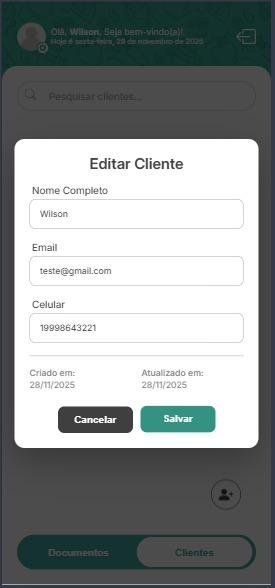 Olá, Wilson. Seja bem-vindo(a)!
Hoje é sexta-feira, 28 de novembro de 2025
Pesquisar clientes...
Editar Cliente
Nome Completo
Wilson
Email
teste@gmail.com
Celular
19998643221
Criado em: Atualizado em:
28/11/2025 28/11/2025
Cancelar Salvar
Documentos Clientes